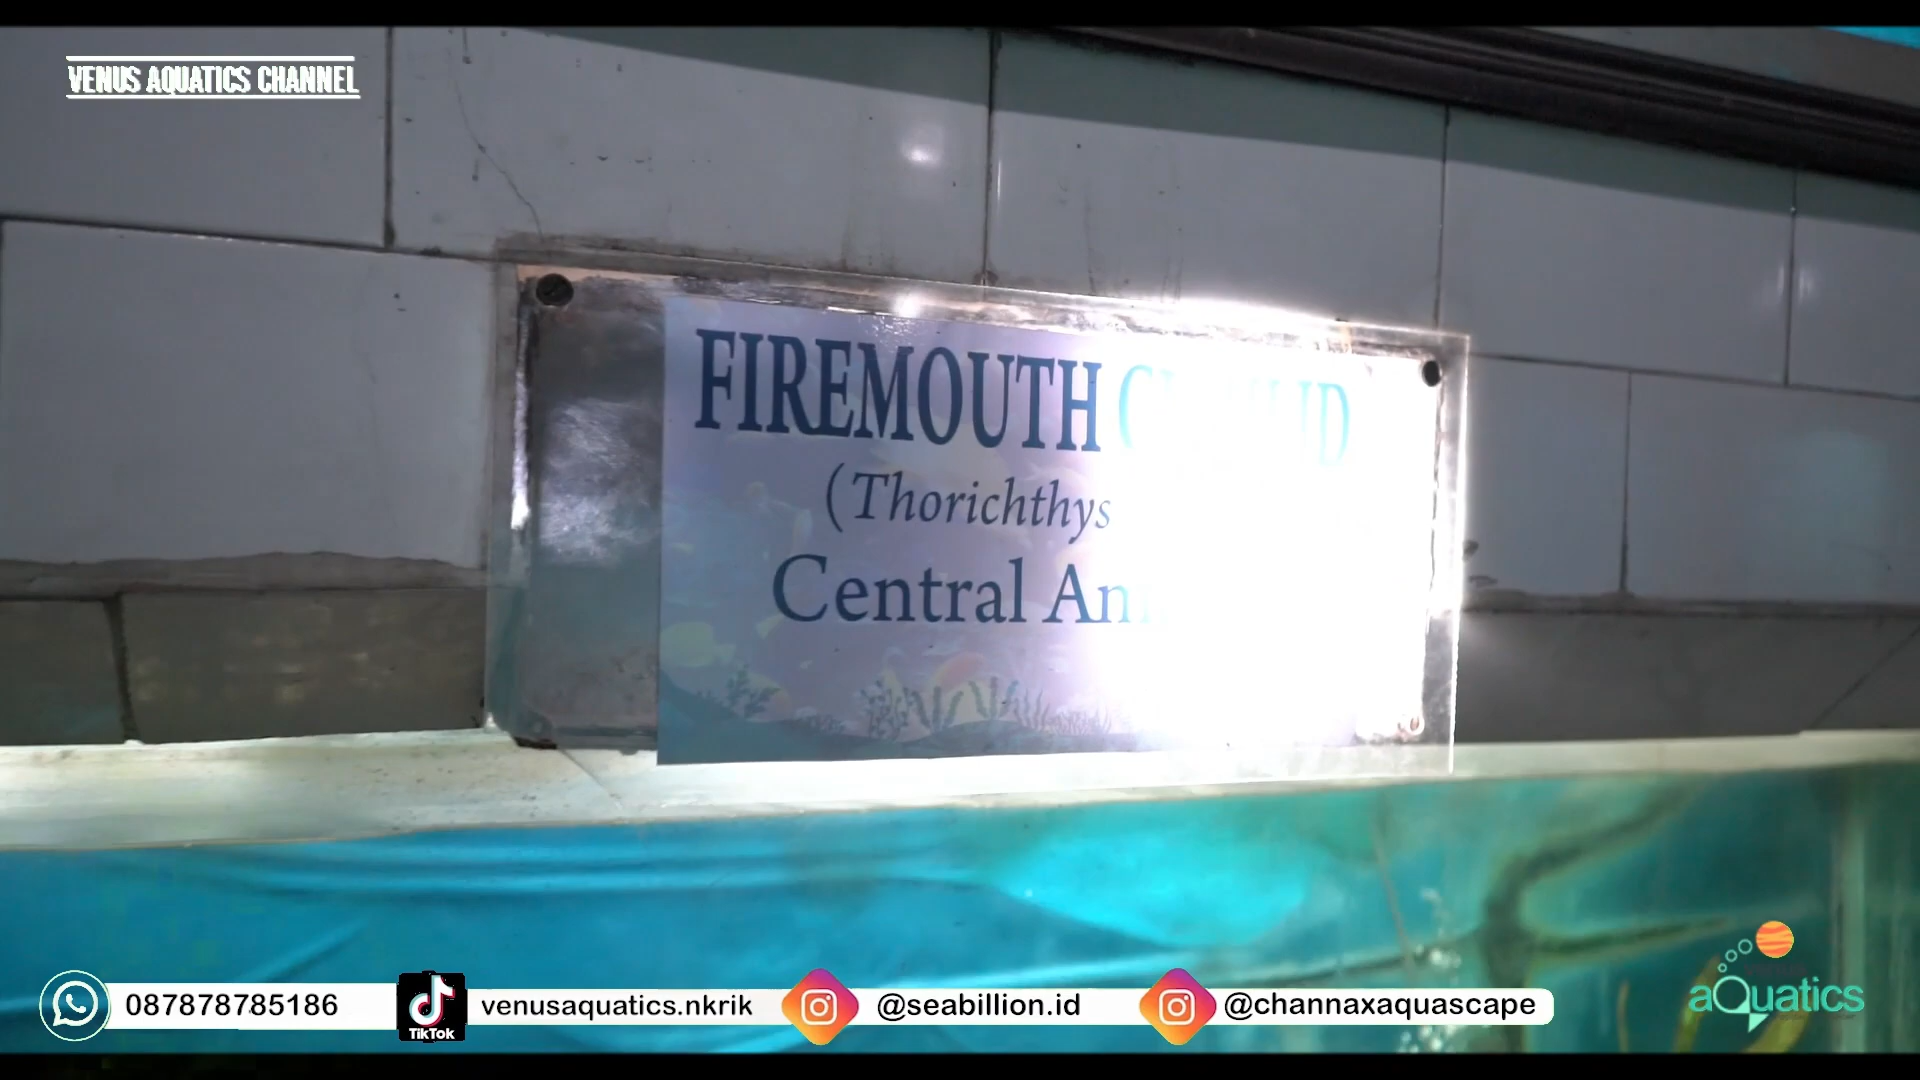 VENUS AQUATICS CHANNEL
FIREMOUTH
(Thorichthys
Central
087878785186
TikTok
venusaquatics.nkrik
@seabillion.id
@channaxaquascape
aquatics